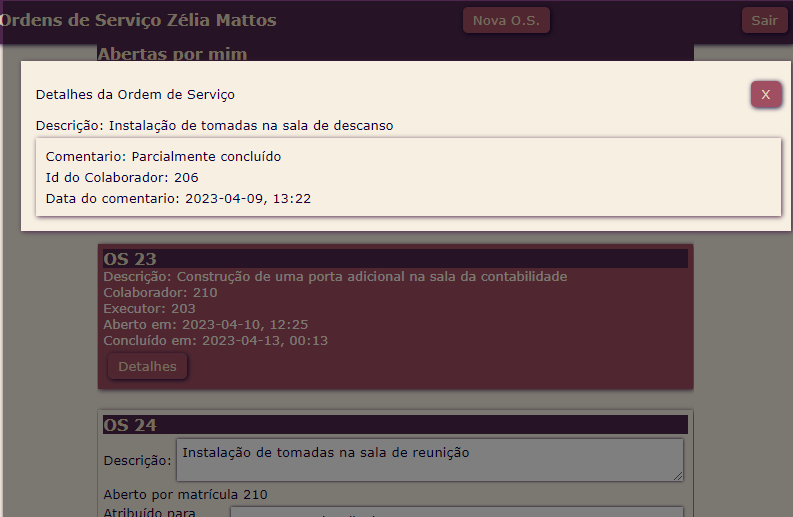 Ordens de Serviço Zélia Mattos
Nova O.S.
Sair
Abertas por mim
Detalhes da Ordem de Serviço
X
Descrição: Instalação de tomadas na sala de descanso
Comentario: Parcialmente concluído
Id do Colaborador: 206
Data do comentario: 2023-04-09, 13:22
OS 23
Descrição: Construção de uma porta adicional na sala da contabilidade
Colaborador: 210
Executor: 203
Aberto em: 2023-04-10, 12:25
Concluído em: 2023-04-13, 00:13
Detalhes
OS 24
Descrição: Instalação de tomadas na sala de reunição
Aberto por matrícula 210
Atribuído para